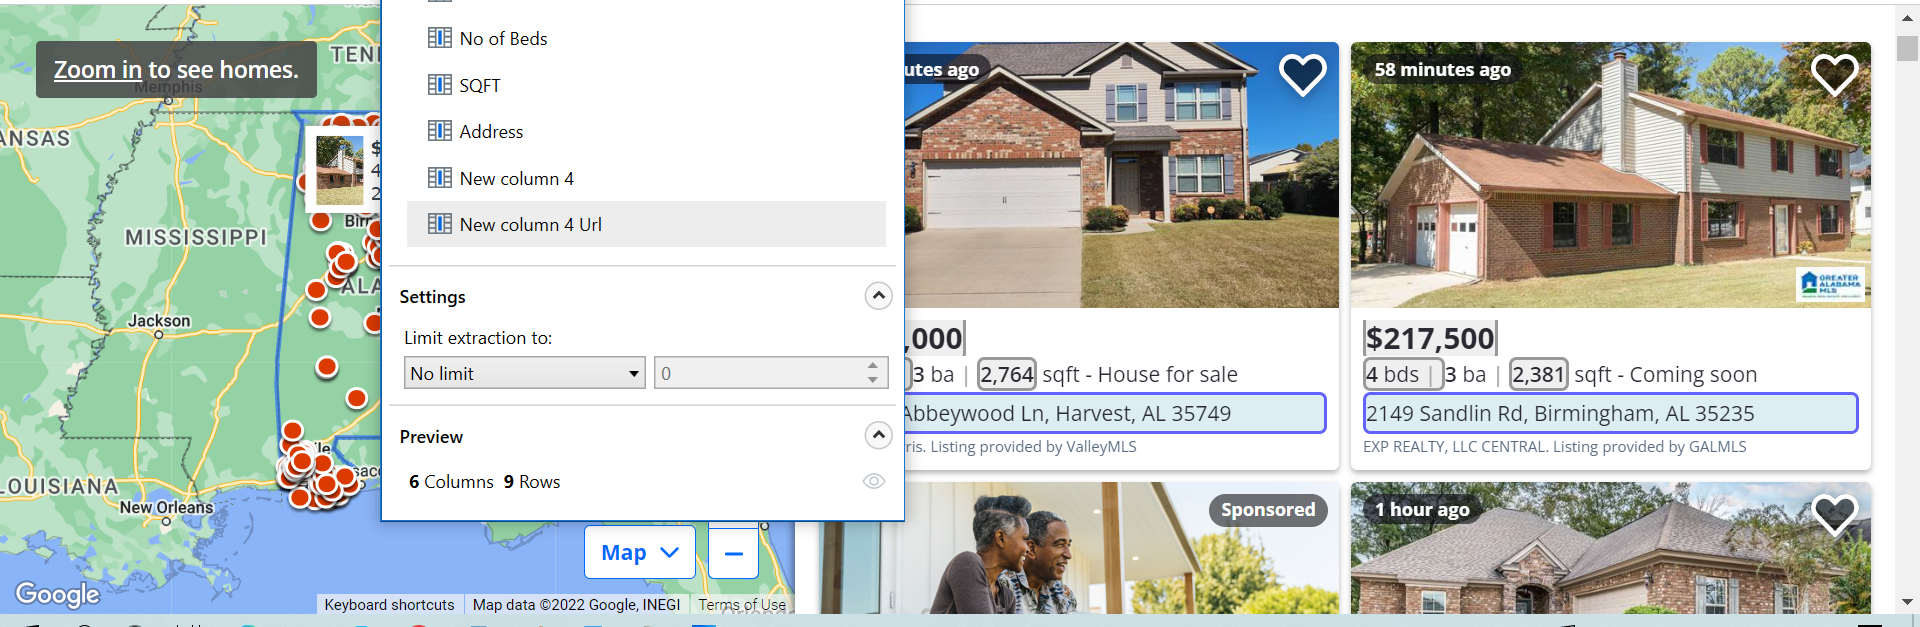 Zoom in to see homes.
Memphis
TENN
ANSAS
MISSISSIPPI
Birr
ALA
Jackson
LOUISIANA
New Orleans
ile
Google
Keyboard shortcuts
Map data ©2022 Google, INEGI
Terms of Use
Map
No of Beds
SQFT
Address
New column 4
New column 4 Url
Settings
Limit extraction to:
No limit
0
Preview
6 Columns 9 Rows
utes ago
,000
3 ba | 2,764 sqft - House for sale
Abbeywood Ln, Harvest, AL 35749
ris. Listing provided by ValleyMLS
58 minutes ago
GREATER
ALABAMA
MLS
$217,500
4 bds | 3 ba | 2,381 sqft - Coming soon
2149 Sandlin Rd, Birmingham, AL 35235
EXP REALTY, LLC CENTRAL. Listing provided by GALMLS
Sponsored
1 hour ago